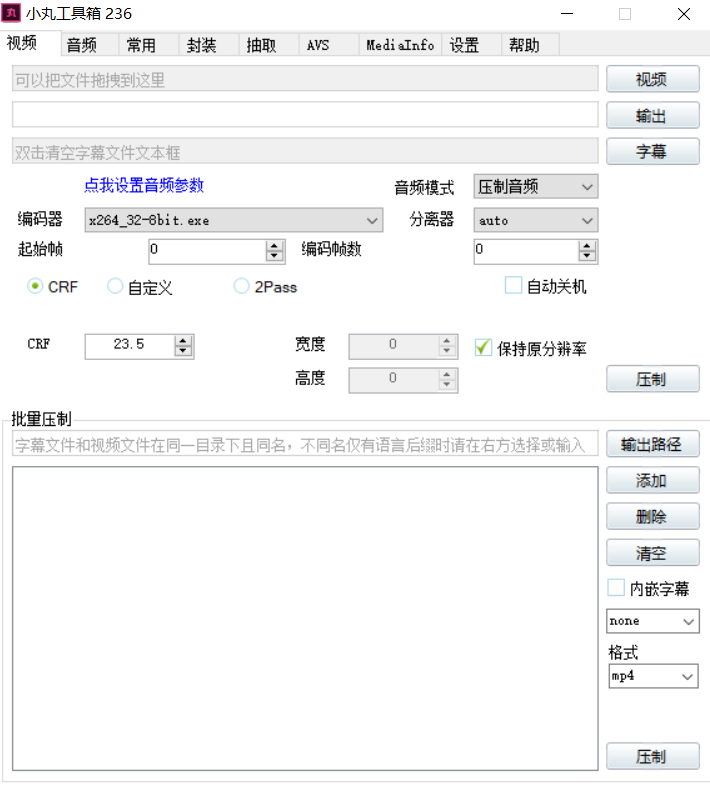 小丸工具箱 236
视频 音频 常用 封装 抽取 AVS MediaInfo 设置 帮助
可以把文件拖拽到这里 视频
输出
双击清空字幕文件文本框 字幕
点我设置音频参数 音频模式 压制音频
编码器 x264_32-8bit.exe 分离器 auto
起始帧 0 编码帧数 0
CRF 自定义 2Pass 自动关机
CRF 23.5 宽度 0 保持原分辨率
高度 0 压制
批量压制
字幕文件和视频文件在同一目录下且同名，不同名仅有语言后缀时请在右方选择或输入 输出路径
添加
删除
清空
内嵌字幕
none
格式
mp4
压制